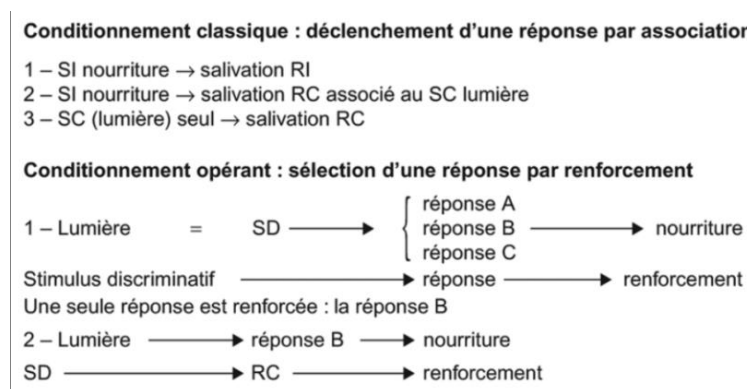 Conditionnement classique : déclenchement d'une réponse par association
1 – SI nourriture → salivation RI
2 – SI nourriture → salivation RC associé au SC lumière
3 – SC (lumière) seul → salivation RC
Conditionnement opérant : sélection d'une réponse par renforcement
réponse A
1 – Lumière = SD → réponse B → nourriture
réponse C
Stimulus discriminatif → réponse → renforcement
Une seule réponse est renforcée : la réponse B
2 – Lumière → réponse B → nourriture
SD → RC → renforcement